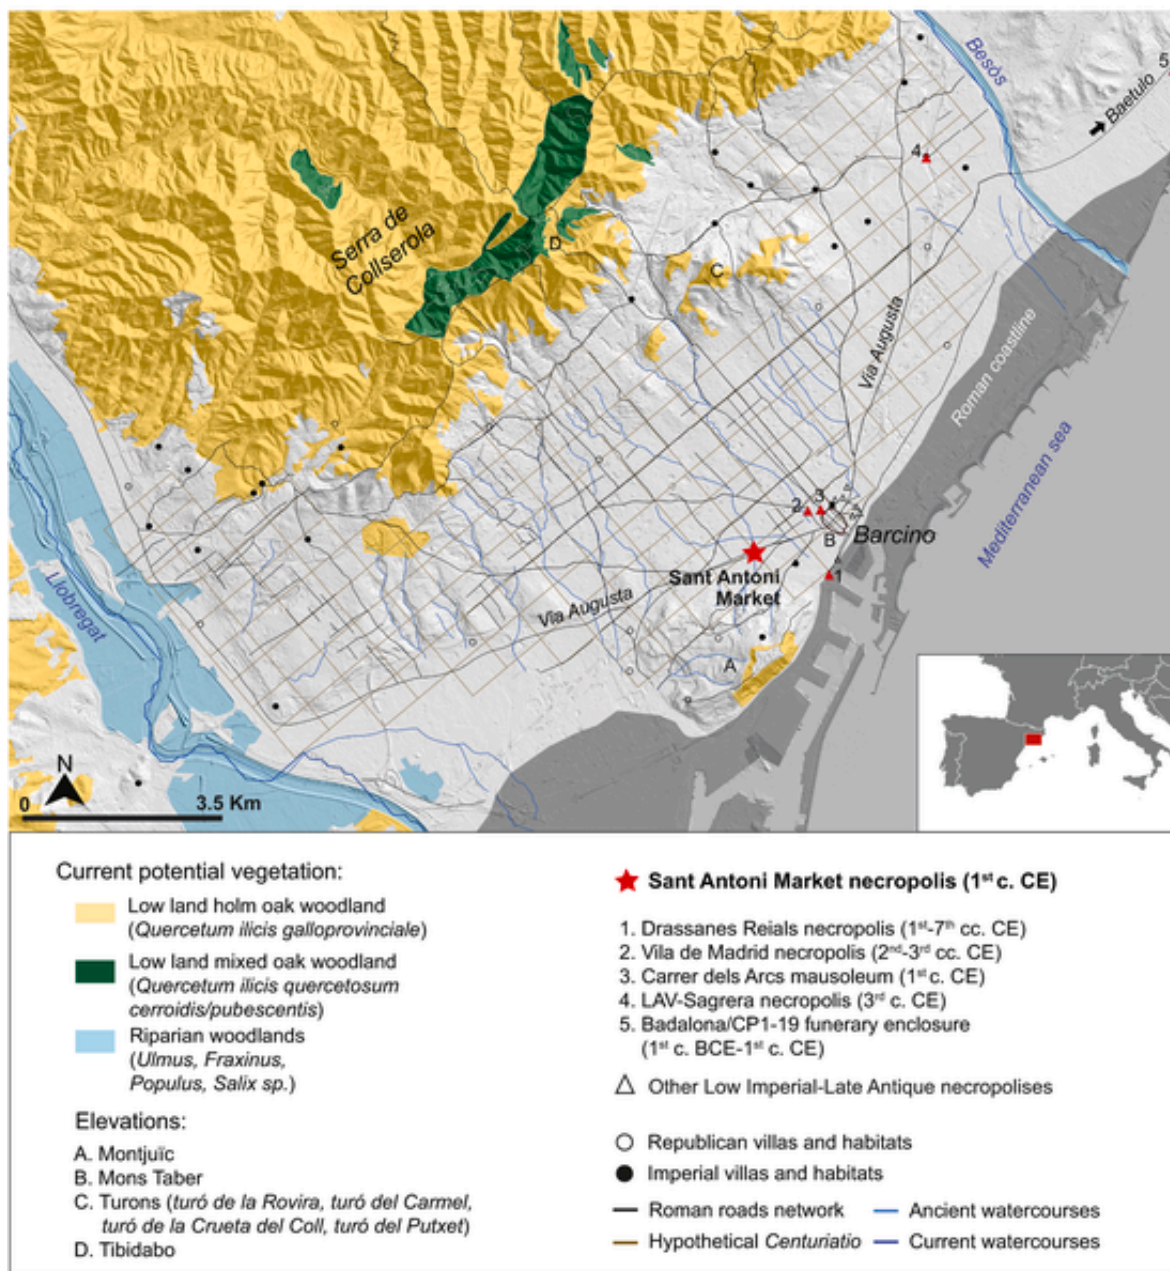 Besòs
5
Baetulo
4
Serra de
Collserola
D
C
Via Augusta
Roman coastline
Mediterranean sea
2
3
B
Barcino
Sant Antoni
Market
1
Via Augusta
A
Llobregat
N
0
3.5 Km
Current potential vegetation:
Low land holm oak woodland
(Quercetum ilicis galloprovinciale)
Low land mixed oak woodland
(Quercetum ilicis quercetosum
cerroidis/pubescentis)
Riparian woodlands
(Ulmus, Fraxinus,
Populus, Salix sp.)
Elevations:
A. Montjuïc
B. Mons Taber
C. Turons (turó de la Rovira, turó del Carmel,
turó de la Crueta del Coll, turó del Putxet)
D. Tibidabo
Sant Antoni Market necropolis (1st c. CE)
1. Drassanes Reials necropolis (1st-7th cc. CE)
2. Vila de Madrid necropolis (2nd-3rd cc. CE)
3. Carrer dels Arcs mausoleum (1st c. CE)
4. LAV-Sagrera necropolis (3rd c. CE)
5. Badalona/CP1-19 funerary enclosure
(1st c. BCE-1st c. CE)
Other Low Imperial-Late Antique necropolises
Republican villas and habitats
Imperial villas and habitats
Roman roads network
Ancient watercourses
Hypothetical Centuriatio
Current watercourses